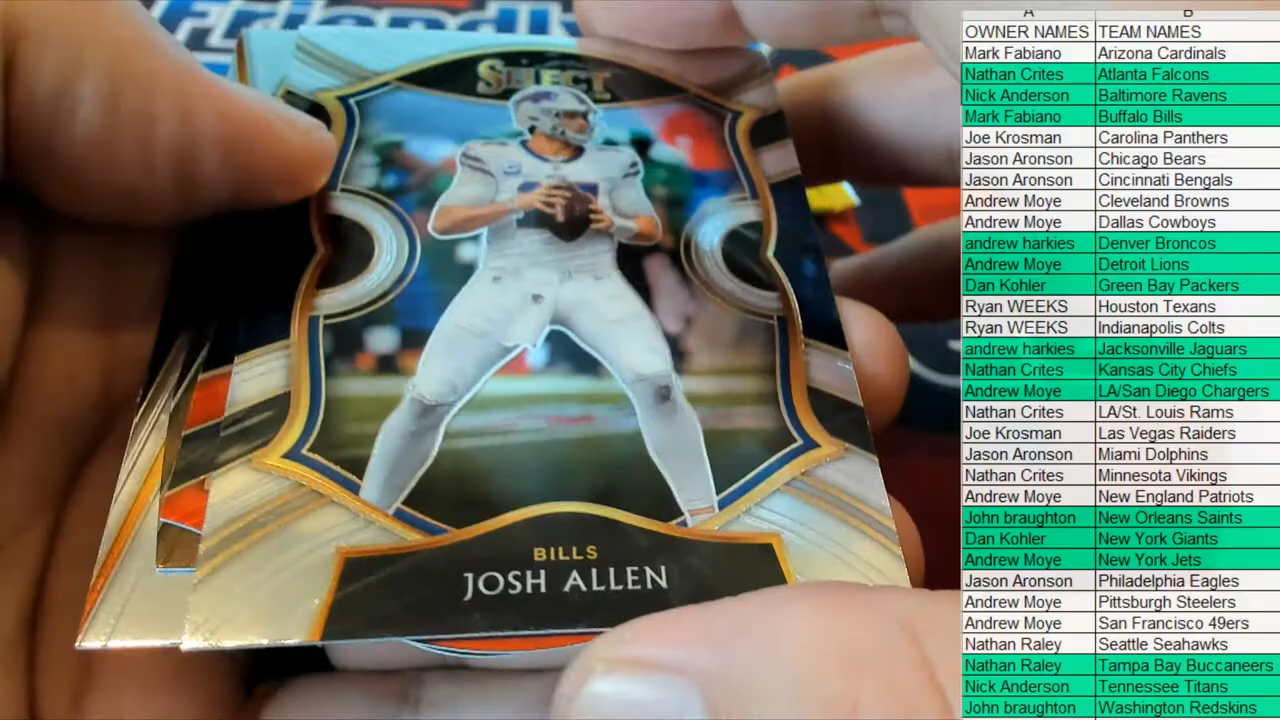 Friendly
SELECT
BILLS
JOSH ALLEN
A B
OWNER NAMES TEAM NAMES
Mark Fabiano Arizona Cardinals
Nathan Crites Atlanta Falcons
Nick Anderson Baltimore Ravens
Mark Fabiano Buffalo Bills
Joe Krosman Carolina Panthers
Jason Aronson Chicago Bears
Jason Aronson Cincinnati Bengals
Andrew Moye Cleveland Browns
Andrew Moye Dallas Cowboys
andrew harkies Denver Broncos
Andrew Moye Detroit Lions
Dan Kohler Green Bay Packers
Ryan WEEKS Houston Texans
Ryan WEEKS Indianapolis Colts
andrew harkies Jacksonville Jaguars
Nathan Crites Kansas City Chiefs
Andrew Moye LA/San Diego Chargers
Nathan Crites LA/St. Louis Rams
Joe Krosman Las Vegas Raiders
Jason Aronson Miami Dolphins
Nathan Crites Minnesota Vikings
Andrew Moye New England Patriots
John braughton New Orleans Saints
Dan Kohler New York Giants
Andrew Moye New York Jets
Jason Aronson Philadelphia Eagles
Andrew Moye Pittsburgh Steelers
Andrew Moye San Francisco 49ers
Nathan Raley Seattle Seahawks
Nathan Raley Tampa Bay Buccaneers
Nick Anderson Tennessee Titans
John braughton Washington Redskins